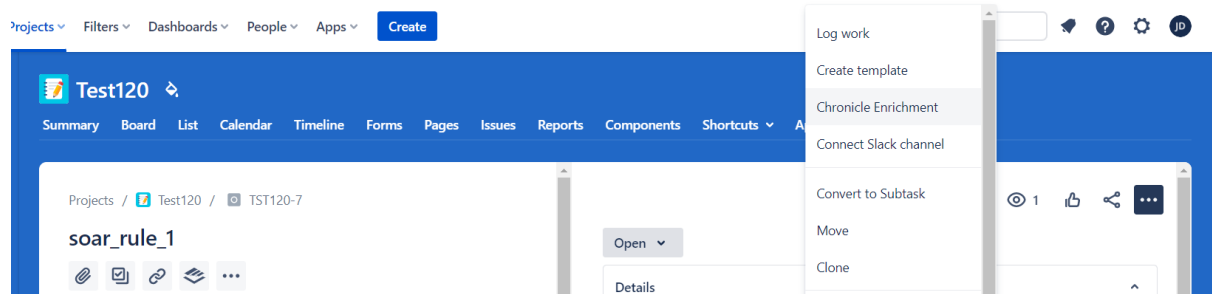 Projects Filters Dashboards People Apps Create
JD
Test120
Summary Board List Calendar Timeline Forms Pages Issues Reports Components Shortcuts
Projects / Test120 / TST120-7
soar_rule_1
1
Open
Details
Log work
Create template
Chronicle Enrichment
Connect Slack channel
Convert to Subtask
Move
Clone